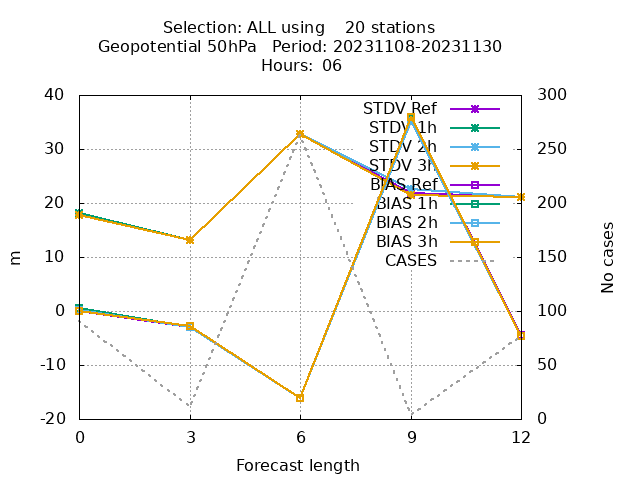 Selection: ALL using    20 stations
Geopotential 50hPa   Period: 20231108-20231130
Hours: 06
40
30
20
10
0
-10
-20
m
300
250
200
150
100
50
0
No cases
STDV Ref
STDV 1h
STDV 2h
STDV 3h
BIAS Ref
BIAS 1h
BIAS 2h
BIAS 3h
CASES
0 3 6 9 12
Forecast length